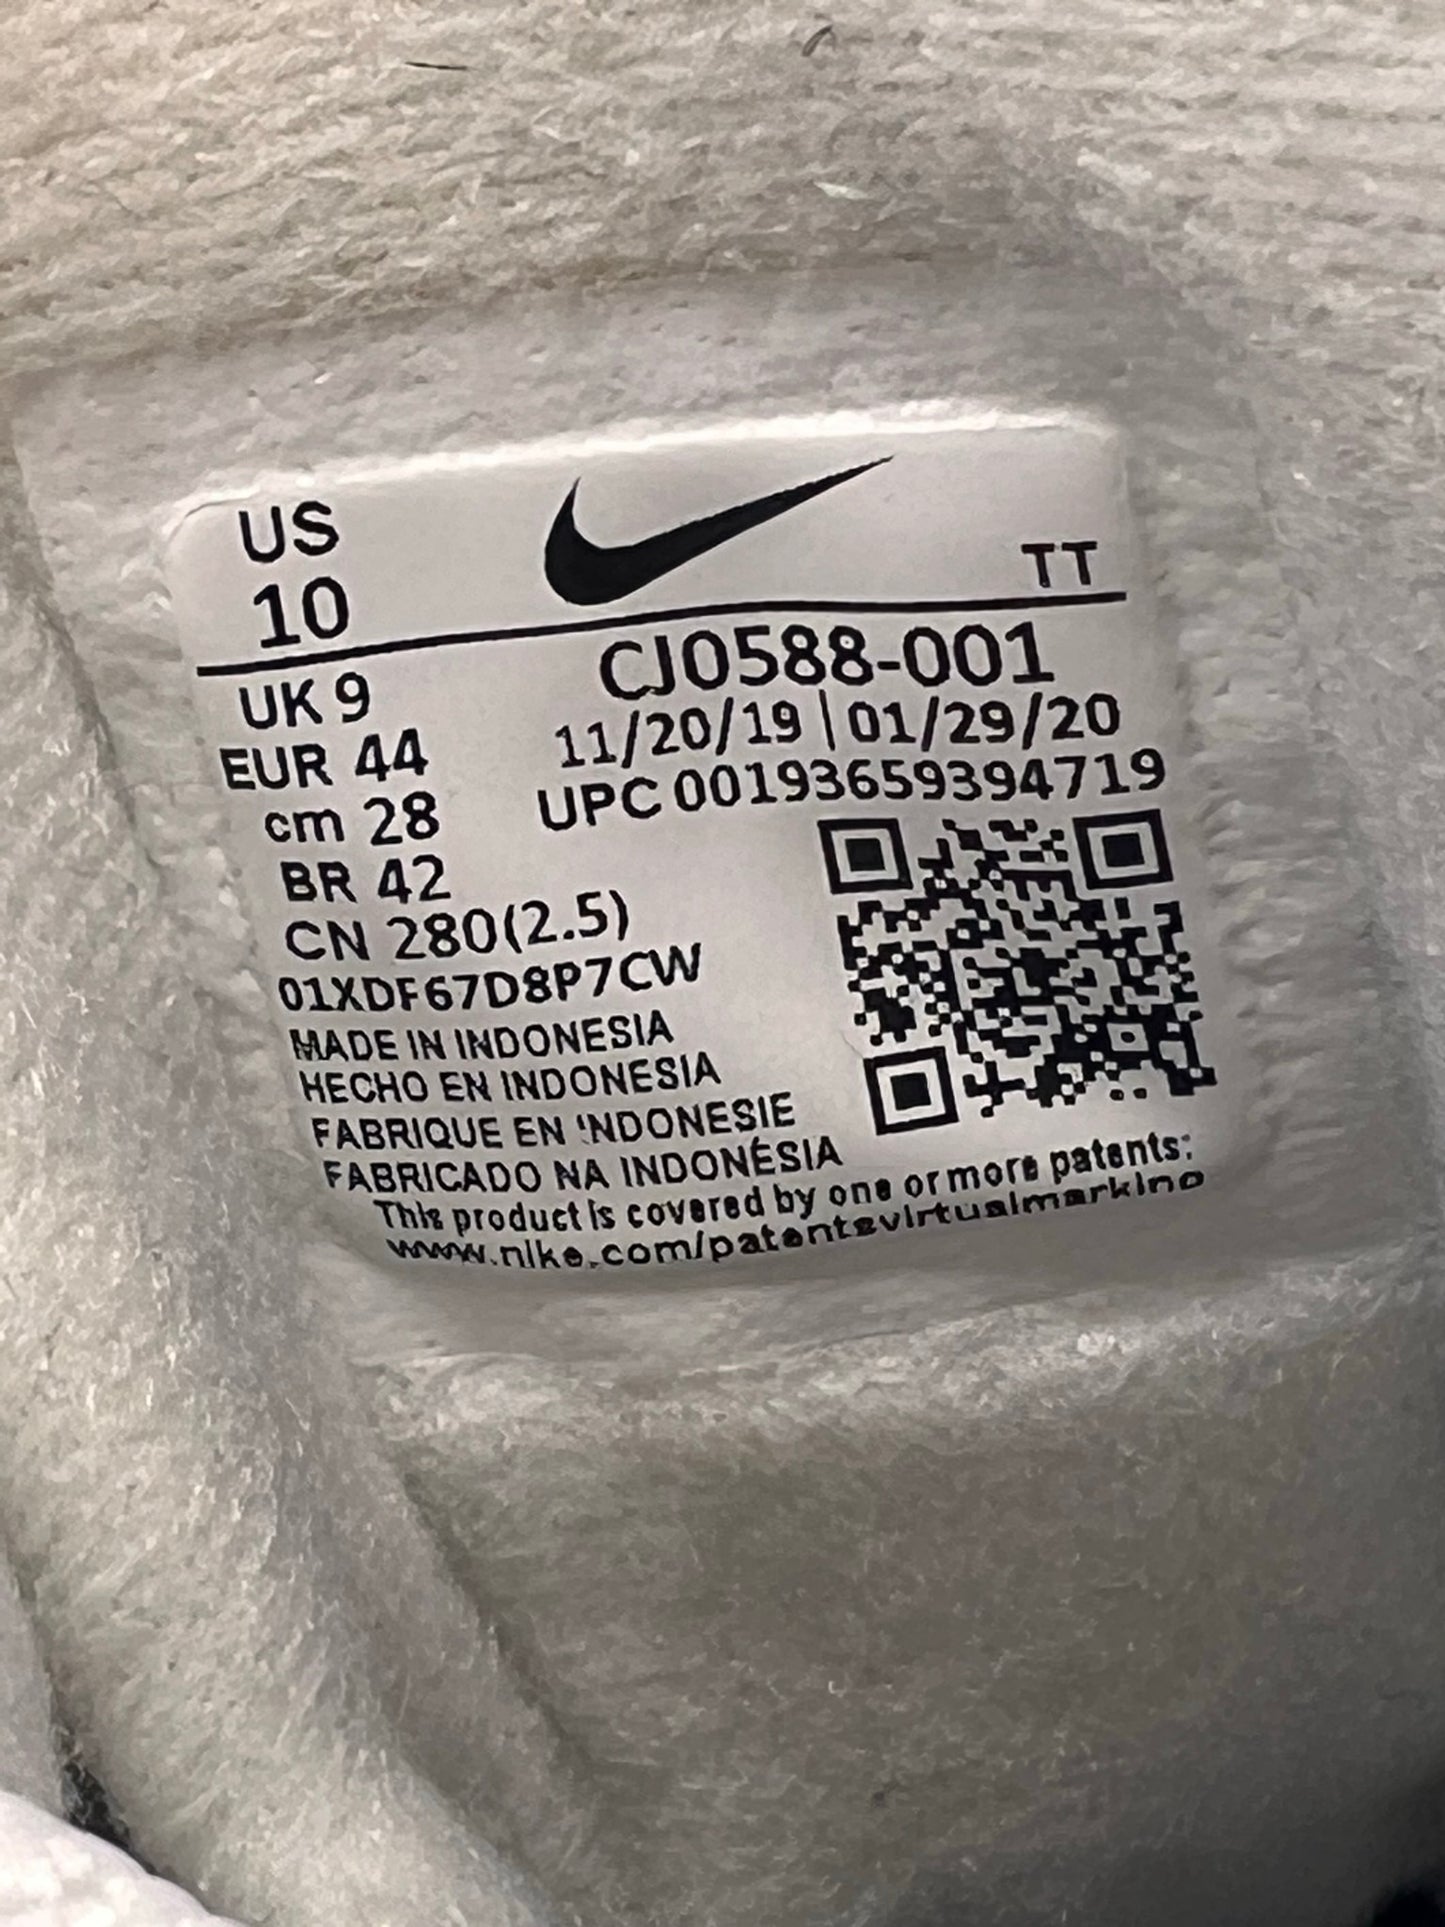 US
10
TT
CJ0588-001
UK 9
11/20/19 | 01/29/20
EUR 44
UPC 00193659394719
cm 28
BR 42
CN 280(2.5)
01XDF67D8P7CW
MADE IN INDONESIA
HECHO EN INDONESIA
FABRIQUE EN INDONESIE
FABRICADO NA INDONÉSIA
This product is covered by one or more patents:
www.nike.com/patentsvirtualmarking